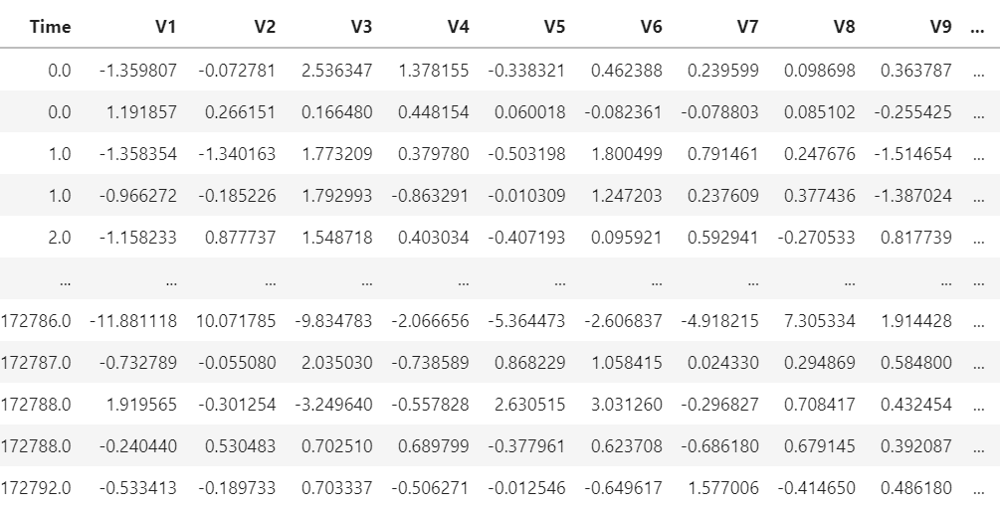 Time V1 V2 V3 V4 V5 V6 V7 V8 V9 ...
0.0 -1.359807 -0.072781 2.536347 1.378155 -0.338321 0.462388 0.239599 0.098698 0.363787 ...
0.0 1.191857 0.266151 0.166480 0.448154 0.060018 -0.082361 -0.078803 0.085102 -0.255425 ...
1.0 -1.358354 -1.340163 1.773209 0.379780 -0.503198 1.800499 0.791461 0.247676 -1.514654 ...
1.0 -0.966272 -0.185226 1.792993 -0.863291 -0.010309 1.247203 0.237609 0.377436 -1.387024 ...
2.0 -1.158233 0.877737 1.548718 0.403034 -0.407193 0.095921 0.592941 -0.270533 0.817739 ...
... ... ... ... ... ... ... ... ... ... ...
172786.0 -11.881118 10.071785 -9.834783 -2.066656 -5.364473 -2.606837 -4.918215 7.305334 1.914428 ...
172787.0 -0.732789 -0.055080 2.035030 -0.738589 0.868229 1.058415 0.024330 0.294869 0.584800 ...
172788.0 1.919565 -0.301254 -3.249640 -0.557828 2.630515 3.031260 -0.296827 0.708417 0.432454 ...
172788.0 -0.240440 0.530483 0.702510 0.689799 -0.377961 0.623708 -0.686180 0.679145 0.392087 ...
172792.0 -0.533413 -0.189733 0.703337 -0.506271 -0.012546 -0.649617 1.577006 -0.414650 0.486180 ...